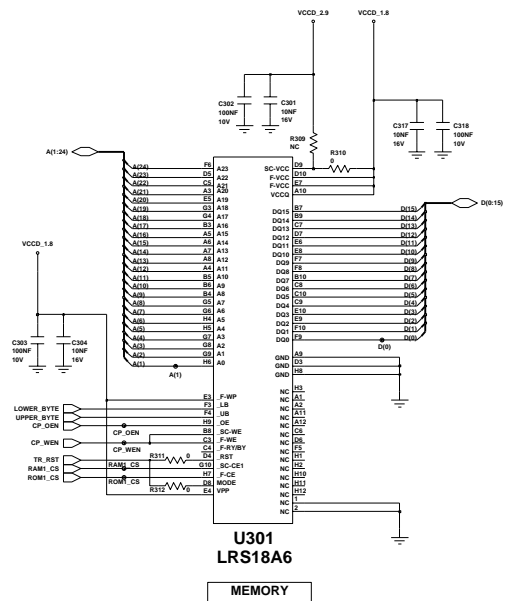 VCCD_2.9
VCCD_1.8
C302
100NF
10V
C301
10NF
16V
R309
NC
R310
0
C317
10NF
16V
C318
100NF
10V
A(1:24)
D(0:15)
A(24) F6 A23
A(23) D5 A22
A(22) C5 A21
A(21) A3 A20
A(20) E5 A19
A(19) G3 A18
A(18) G4 A17
A(17) B3 A16
A(16) A5 A15
A(15) A6 A14
A(14) A7 A13
A(13) A8 A12
A(12) A4 A11
A(11) B5 A10
A(10) B6 A9
A(9) B4 A8
A(8) G5 A7
A(7) G6 A6
A(6) H4 A5
A(5) H5 A4
A(4) G7 A3
A(3) G8 A2
A(2) G9 A1
A(1) H6 A0
A(1)
SC-VCC D9
F-VCC D10
F-VCC E7
VCCQ A10
DQ15 B7 D(15)
DQ14 B9 D(14)
DQ13 C7 D(13)
DQ12 D7 D(12)
DQ11 E6 D(11)
DQ10 E8 D(10)
DQ9 F7 D(9)
DQ8 F8 D(8)
DQ7 B10 D(7)
DQ6 C8 D(6)
DQ5 C10 D(5)
DQ4 C9 D(4)
DQ3 E10 D(3)
DQ2 E9 D(2)
DQ1 F10 D(1)
DQ0 F9 D(0)
D(0)
GND A9
GND D3
GND H8
NC H3
NC A1
NC A2
NC A11
NC A12
NC C6
NC D6
NC F5
NC H1
NC H2
NC H10
NC H11
NC H12
NC 1
NC 2
VCCD_1.8
C303
100NF
10V
C304
10NF
16V
E3 _F-WP
LOWER_BYTE F3 _LB
UPPER_BYTE F4 _UB
CP_OEN CP_OEN H9 _OE
B8 _SC-WE
CP_WEN CP_WEN C3 _F-WE
C4 _F-RY/BY
TR_RST R311 0 D4 _RST
RAM1_CS RAM1_CS G10 _SC-CE1
ROM1_CS ROM1_CS H7 _F-CE
R312 0 D8 MODE
E4 VPP
U301
LRS18A6
MEMORY